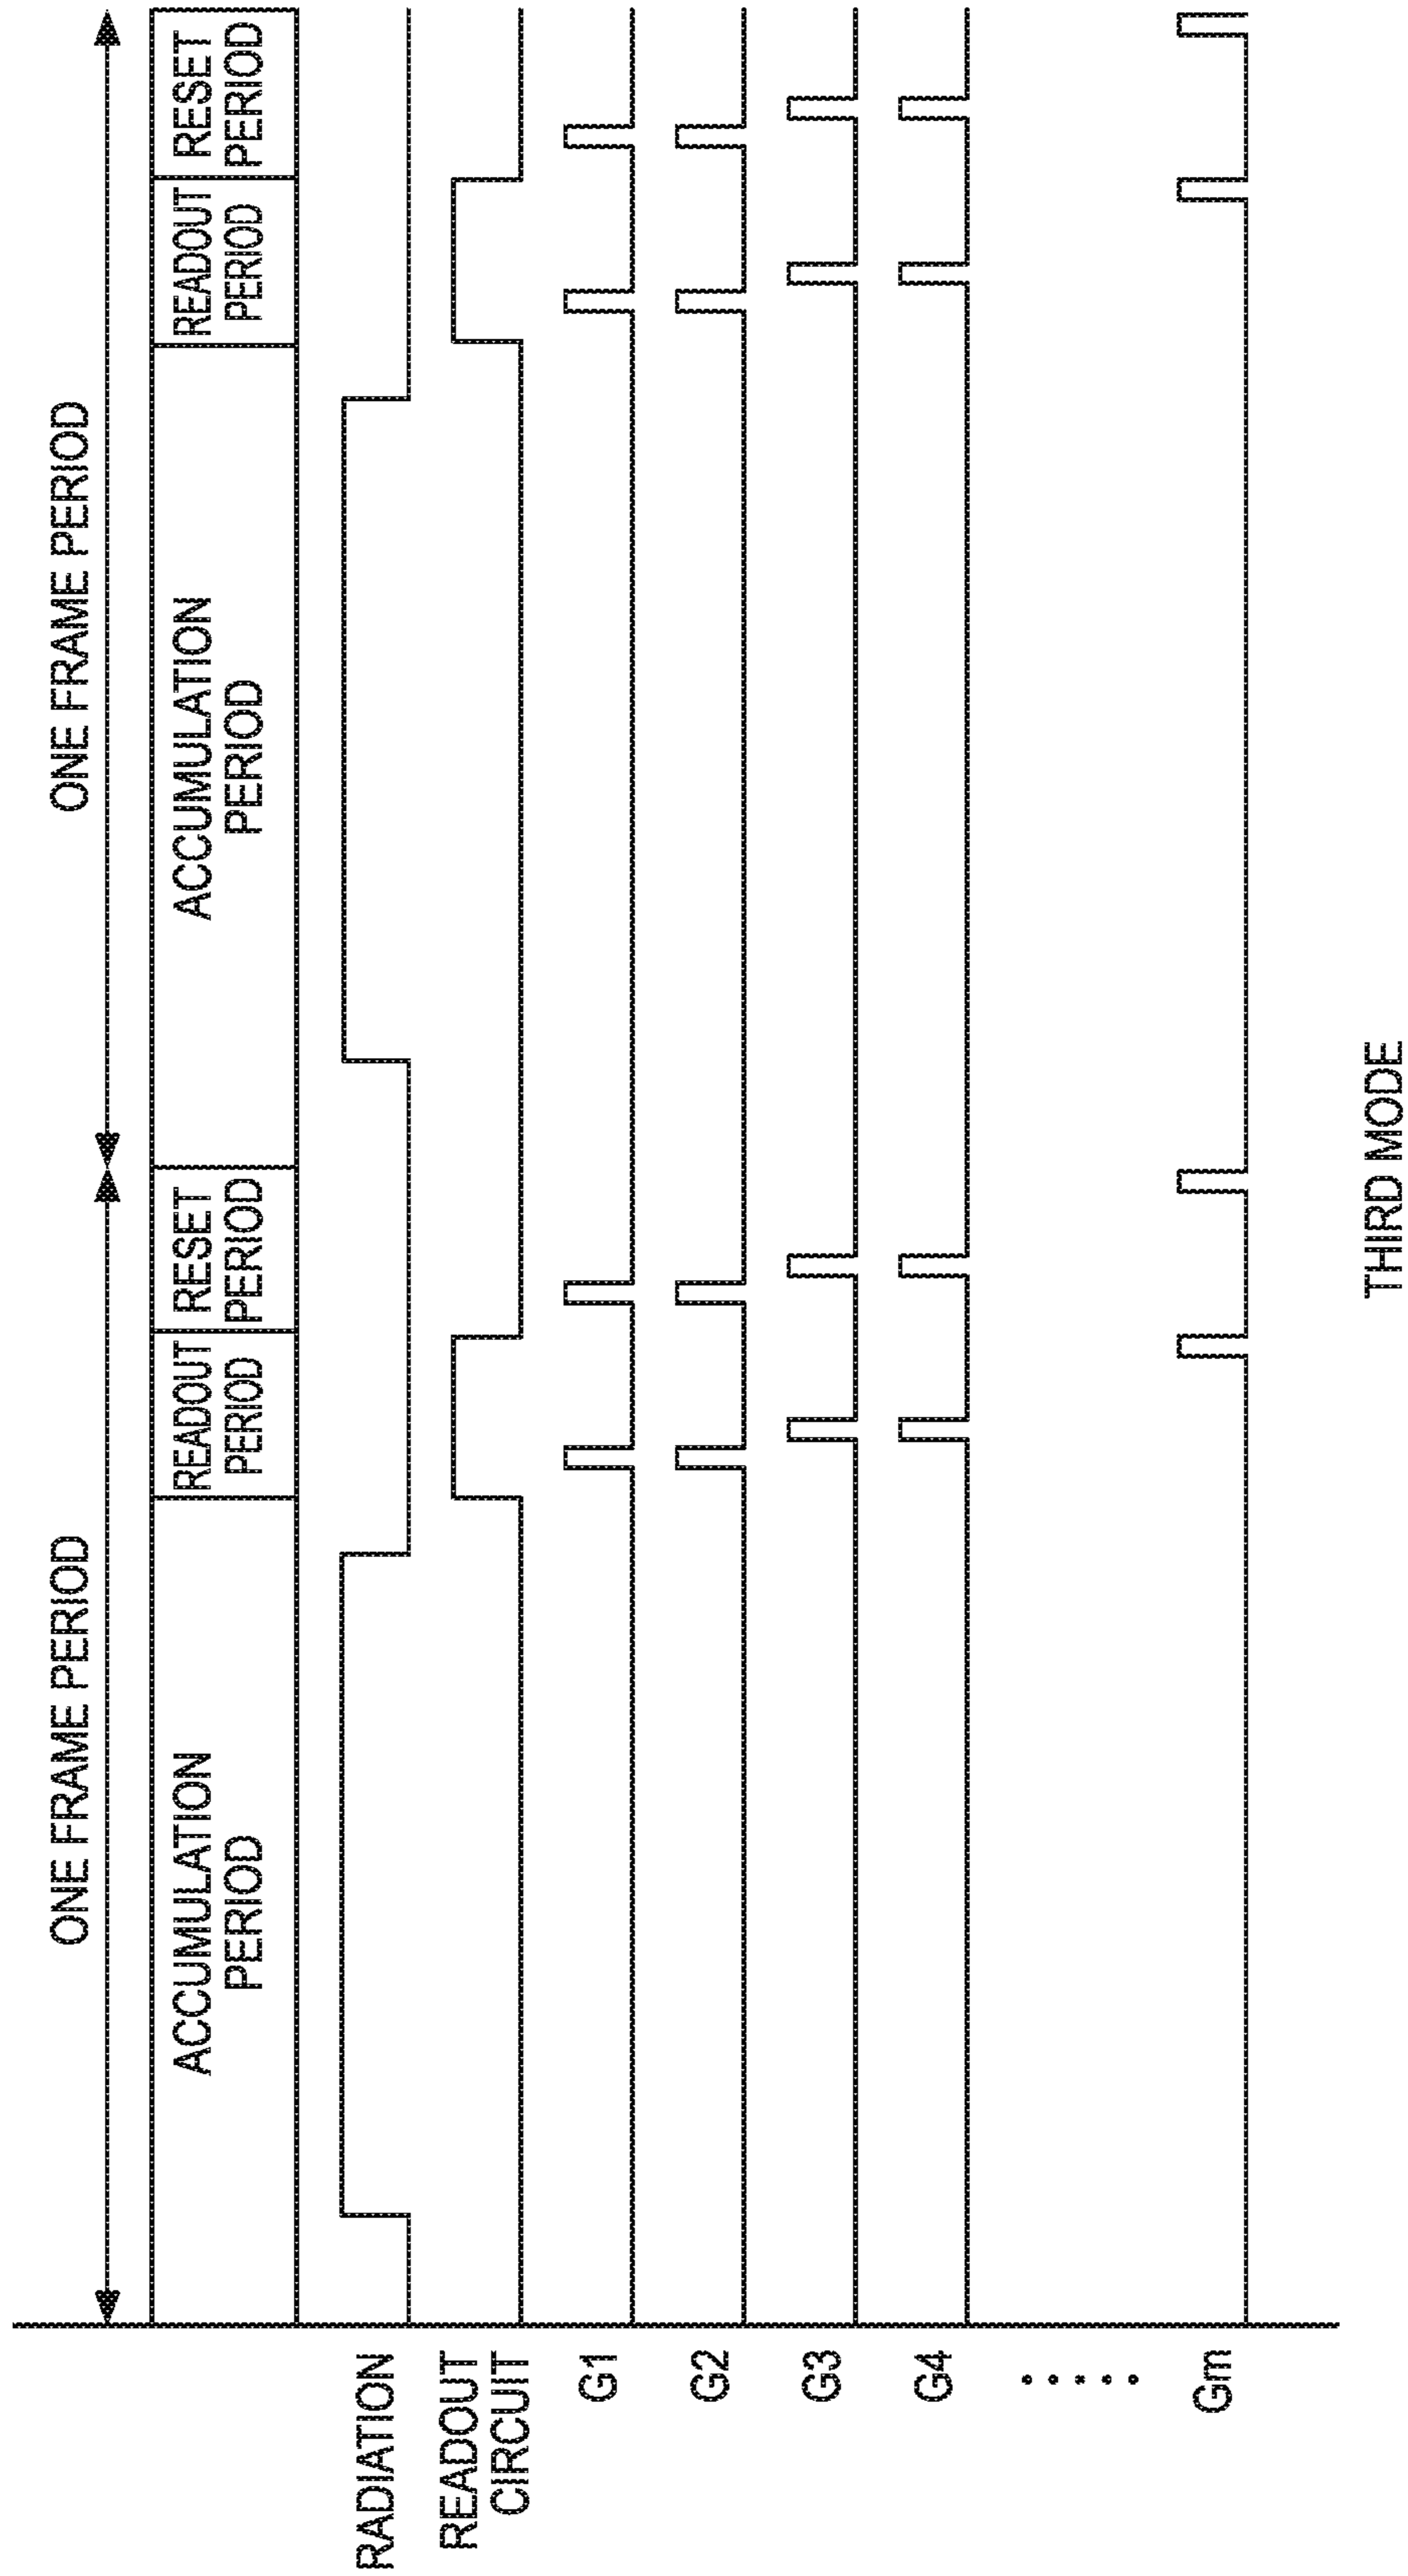 ONE FRAME PERIOD
ONE FRAME PERIOD
ACCUMULATION
PERIOD
READOUT
PERIOD
RESET
PERIOD
ACCUMULATION
PERIOD
READOUT
PERIOD
RESET
PERIOD
RADIATION
READOUT
CIRCUIT
G1
G2
G3
G4
.....
Gm
THIRD MODE